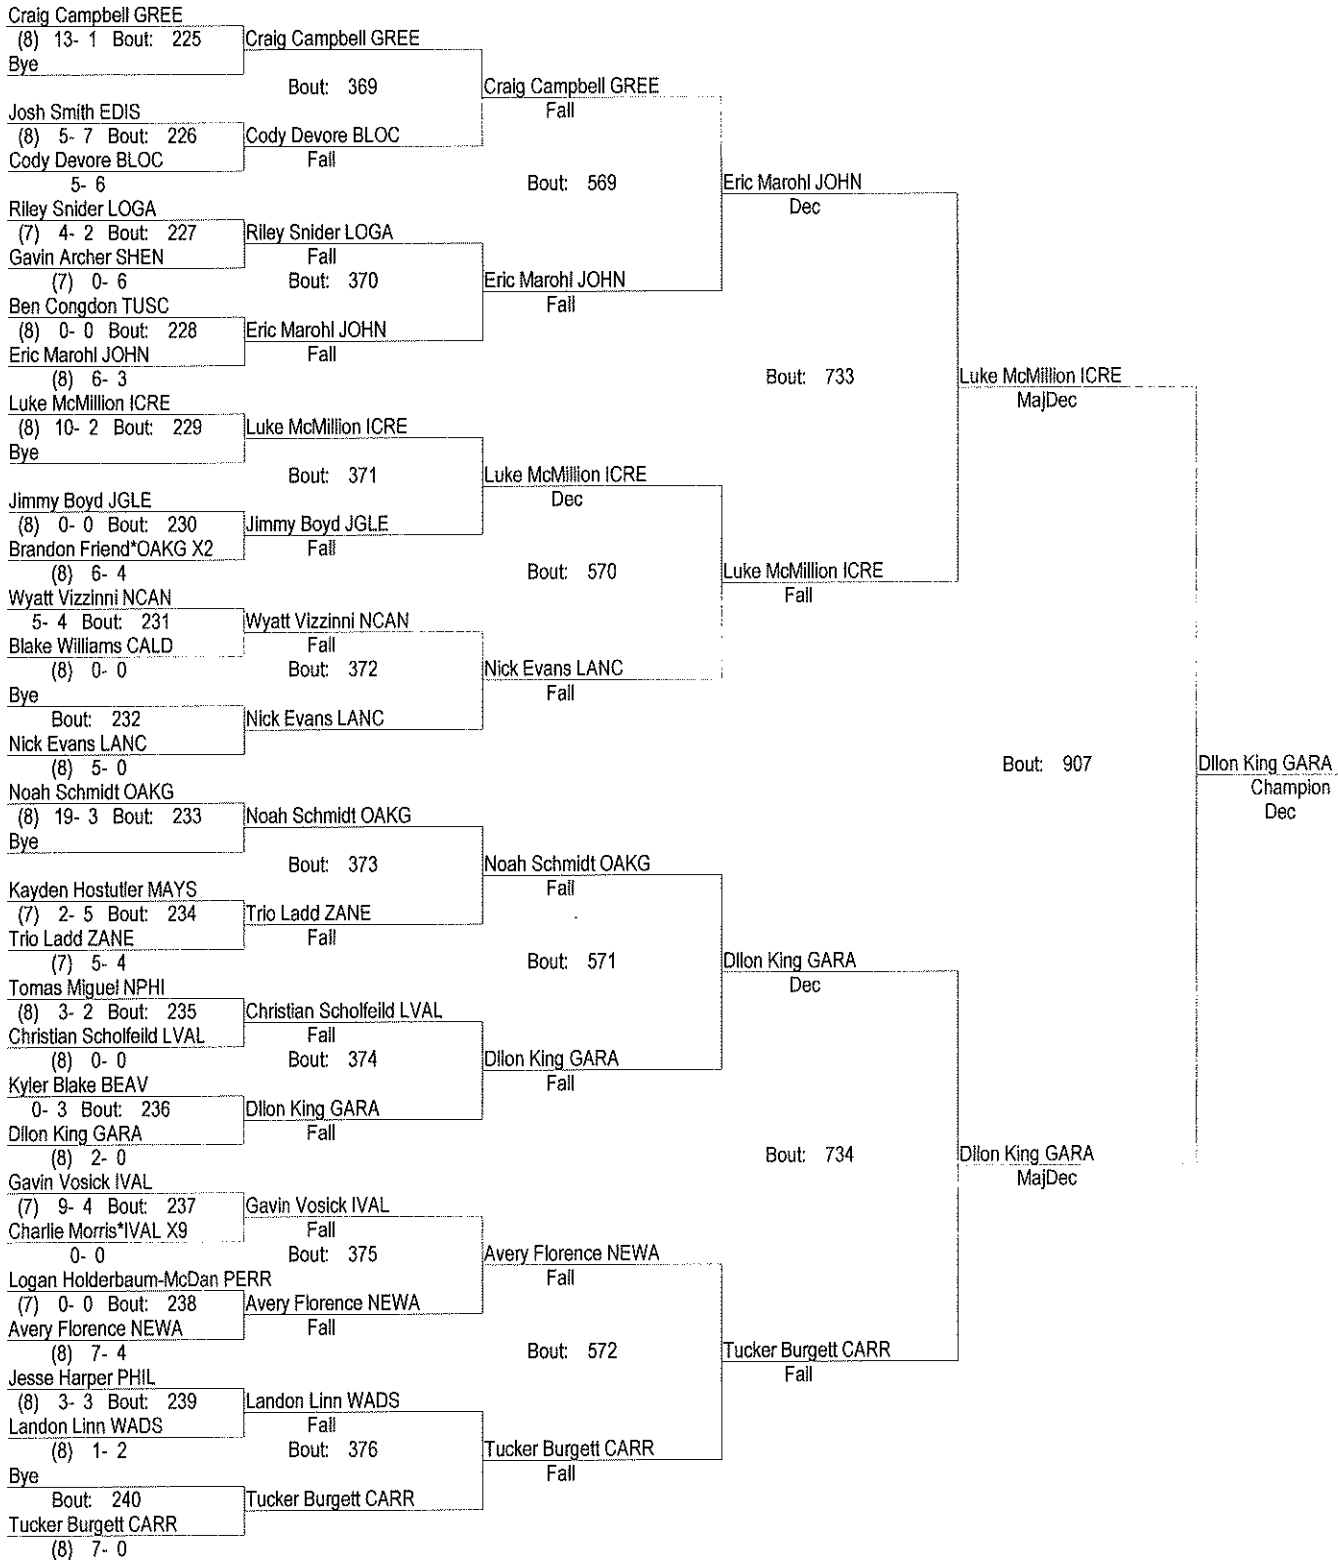 Craig Campbell GREE
(8) 13- 1 Bout: 225 Craig Campbell GREE
Bye
Bout: 369 Craig Campbell GREE
Fall
Josh Smith EDIS
(8) 5- 7 Bout: 226 Cody Devore BLOC
Cody Devore BLOC Fall
5- 6 Bout: 569 Eric Marohl JOHN
Dec
Riley Snider LOGA
(7) 4- 2 Bout: 227 Riley Snider LOGA
Gavin Archer SHEN Fall
(7) 0- 6 Bout: 370 Eric Marohl JOHN
Ben Congdon TUSC Fall
(8) 0- 0 Bout: 228 Eric Marohl JOHN
Eric Marohl JOHN Fall
(8) 6- 3 Bout: 733 Luke McMillion ICRE
Luke McMillion ICRE MajDec
(8) 10- 2 Bout: 229 Luke McMillion ICRE
Bye
Bout: 371 Luke McMillion ICRE
Jimmy Boyd JGLE Dec
(8) 0- 0 Bout: 230 Jimmy Boyd JGLE
Brandon Friend*OAKG X2 Fall
(8) 6- 4 Bout: 570 Luke McMillion ICRE
Wyatt Vizzinni NCAN Fall
5- 4 Bout: 231 Wyatt Vizzinni NCAN
Blake Williams CALD Fall
(8) 0- 0 Bout: 372 Nick Evans LANC
Bye Fall
Bout: 232 Nick Evans LANC
Nick Evans LANC
(8) 5- 0 Bout: 907 Dllon King GARA
Noah Schmidt OAKG Champion
(8) 19- 3 Bout: 233 Noah Schmidt OAKG Dec
Bye
Bout: 373 Noah Schmidt OAKG
Kayden Hostutler MAYS Fall
(7) 2- 5 Bout: 234 Trio Ladd ZANE
Trio Ladd ZANE Fall
(7) 5- 4 Bout: 571 Dllon King GARA
Tomas Miguel NPHI Dec
(8) 3- 2 Bout: 235 Christian Scholfeild LVAL
Christian Scholfeild LVAL Fall
(8) 0- 0 Bout: 374 Dllon King GARA
Kyler Blake BEAV Fall
0- 3 Bout: 236 Dllon King GARA
Dllon King GARA Fall
(8) 2- 0 Bout: 734 Dllon King GARA
Gavin Vosick IVAL MajDec
(7) 9- 4 Bout: 237 Gavin Vosick IVAL
Charlie Morris*IVAL X9 Fall
0- 0 Bout: 375 Avery Florence NEWA
Logan Holderbaum-McDan PERR Fall
(7) 0- 0 Bout: 238 Avery Florence NEWA
Avery Florence NEWA Fall
(8) 7- 4 Bout: 572 Tucker Burgett CARR
Jesse Harper PHIL Fall
(8) 3- 3 Bout: 239 Landon Linn WADS
Landon Linn WADS Fall
(8) 1- 2 Bout: 376 Tucker Burgett CARR
Bye Fall
Bout: 240 Tucker Burgett CARR
Tucker Burgett CARR
(8) 7- 0